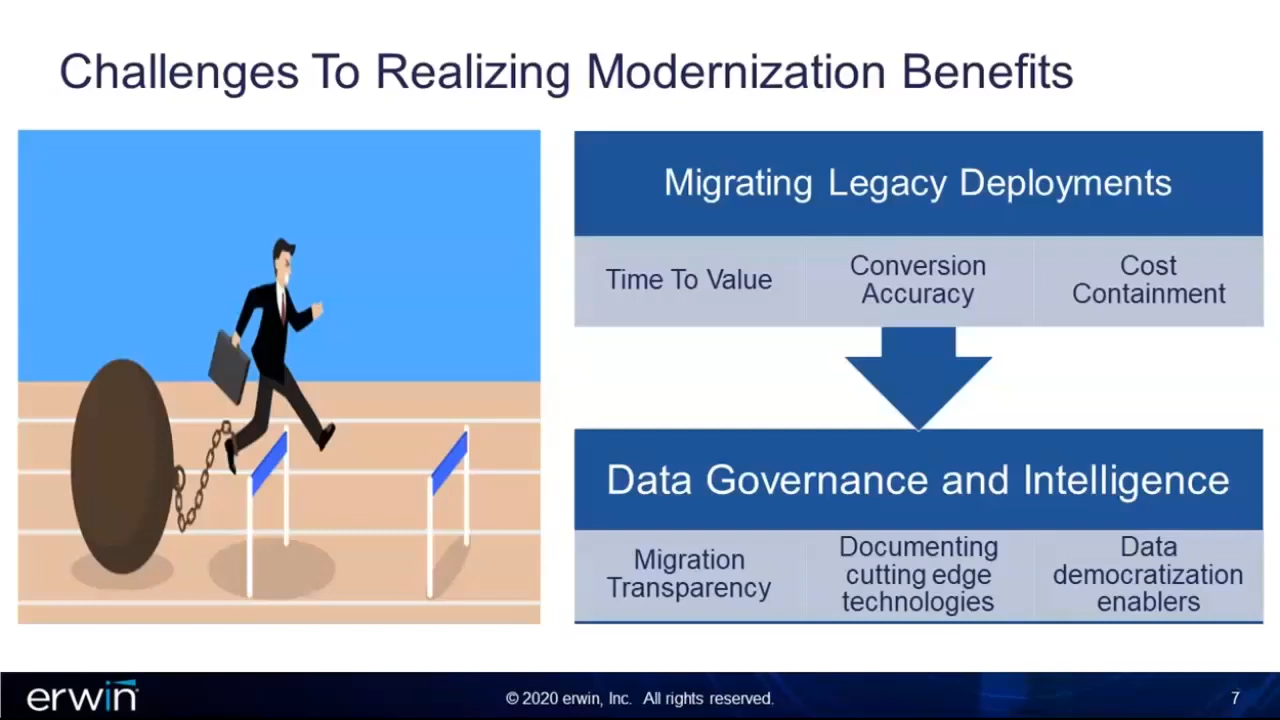 Challenges To Realizing Modernization Benefits
Migrating Legacy Deployments
Time To Value
Conversion
Accuracy
Cost
Containment
Data Governance and Intelligence
Migration
Transparency
Documenting
cutting edge
technologies
Data
democratization
enablers
erwin
© 2020 erwin, Inc. All rights reserved.
7